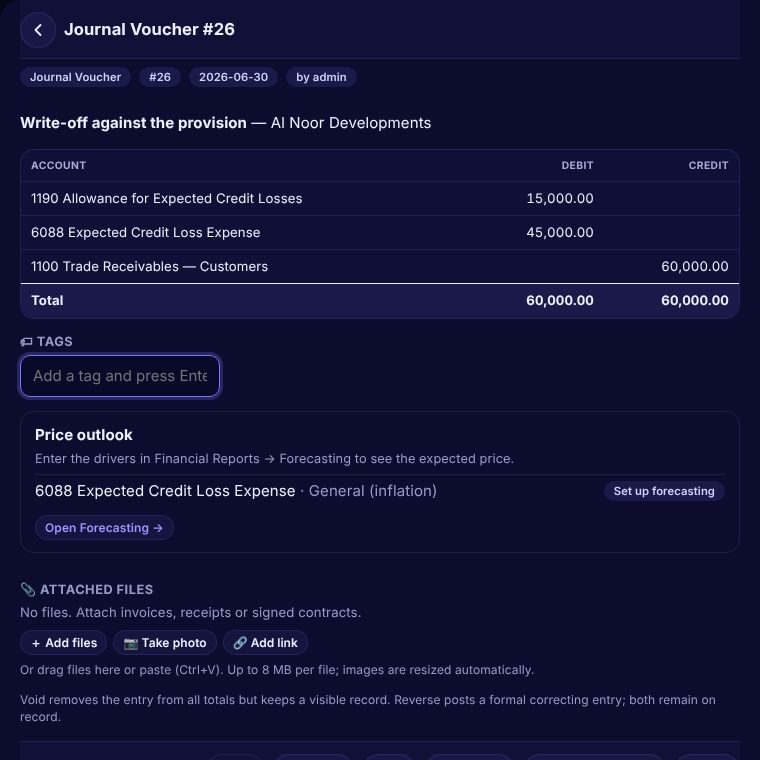 Journal Voucher #26
Journal Voucher #26 2026-06-30 by admin
Write-off against the provision — Al Noor Developments
ACCOUNT DEBIT CREDIT
1190 Allowance for Expected Credit Losses 15,000.00
6088 Expected Credit Loss Expense 45,000.00
1100 Trade Receivables — Customers 60,000.00
Total 60,000.00 60,000.00
TAGS
Add a tag and press Ente
Price outlook
Enter the drivers in Financial Reports → Forecasting to see the expected price.
6088 Expected Credit Loss Expense · General (inflation) Set up forecasting
Open Forecasting →
ATTACHED FILES
No files. Attach invoices, receipts or signed contracts.
+ Add files Take photo Add link
Or drag files here or paste (Ctrl+V). Up to 8 MB per file; images are resized automatically.
Void removes the entry from all totals but keeps a visible record. Reverse posts a formal correcting entry; both remain on
record.